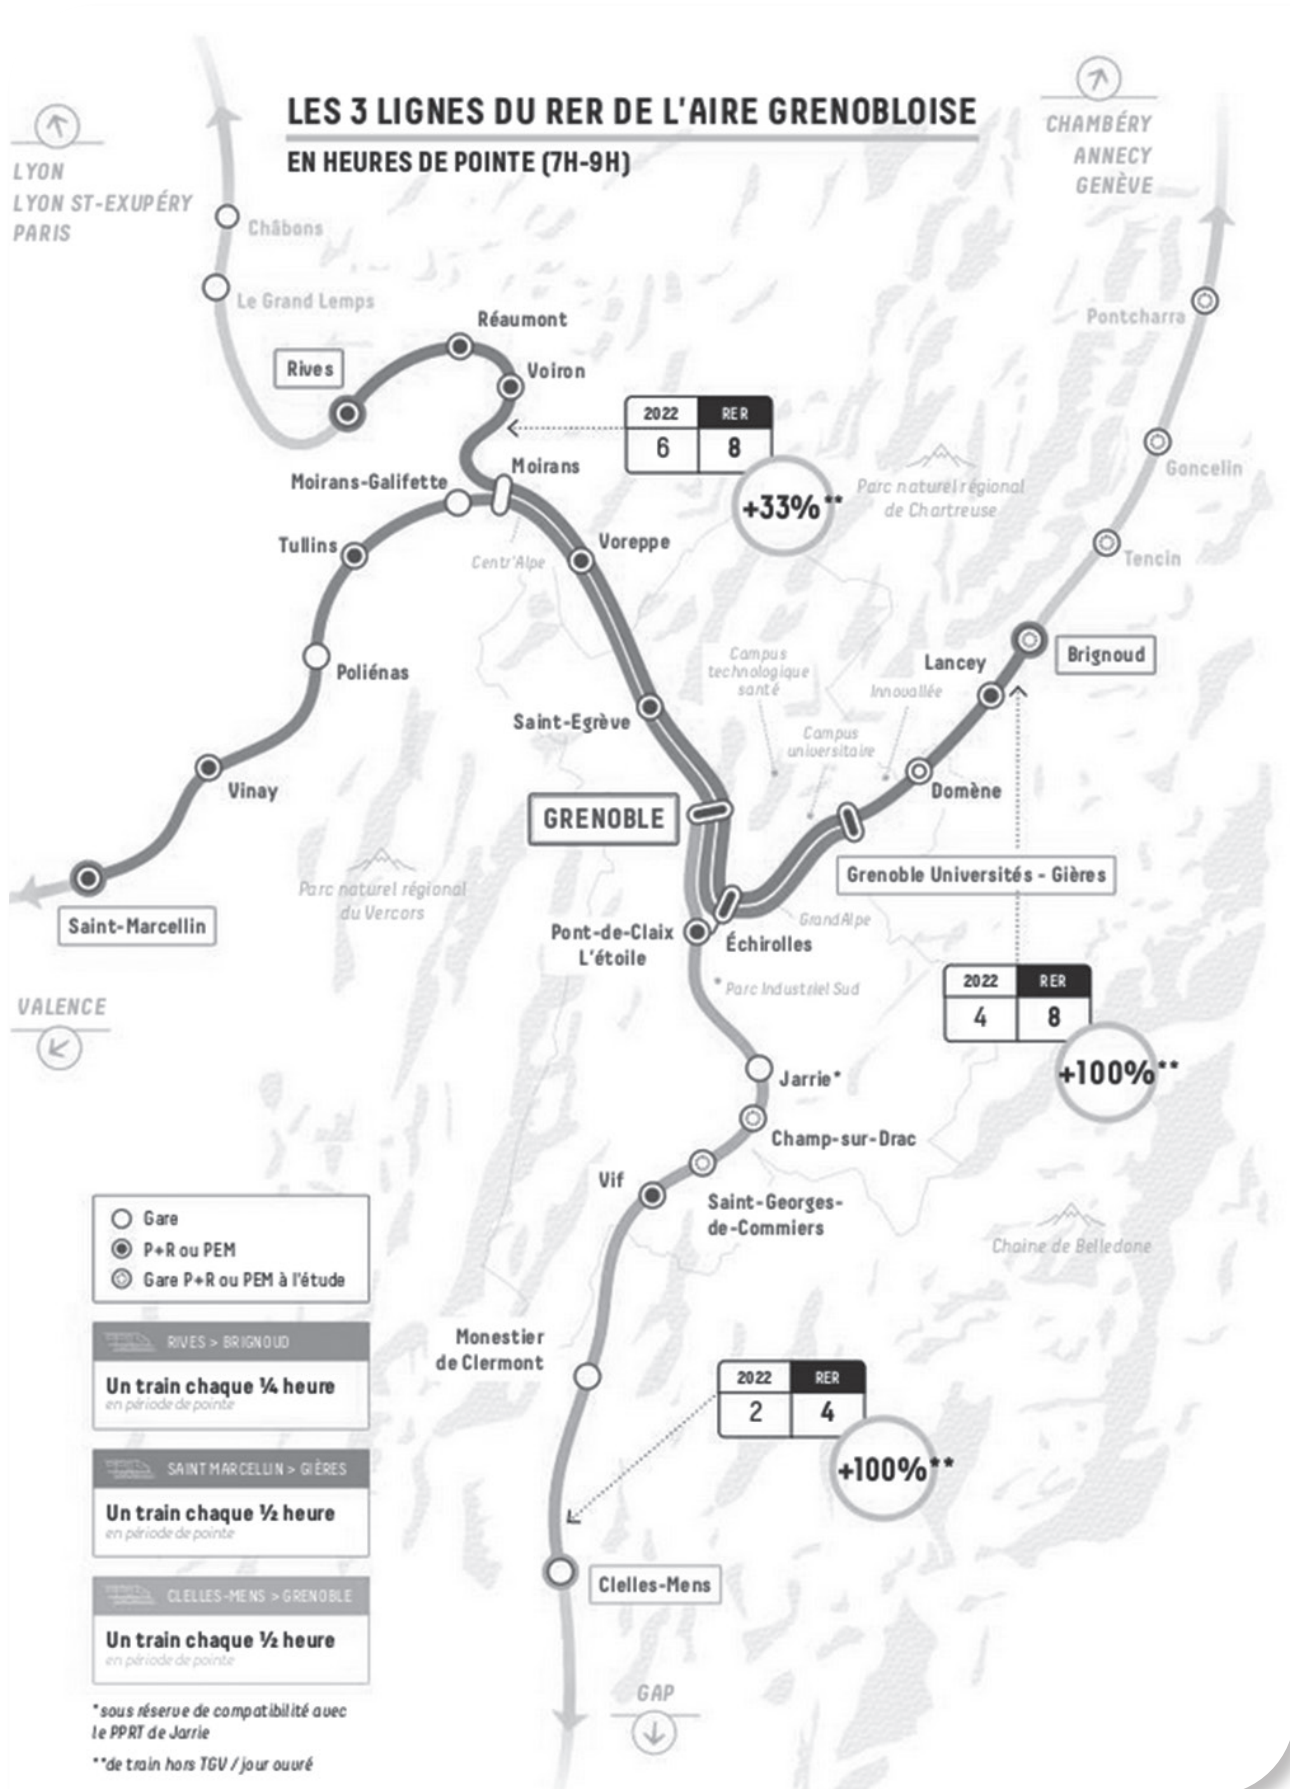 LES 3 LIGNES DU RER DE L'AIRE GRENOBLOISE
EN HEURES DE POINTE (7H-9H)
LYON
LYON ST-EXUPÉRY
PARIS
CHAMBÉRY
ANNECY
GENÈVE
Châbons
Le Grand Lemps
Réaumont
Rives
Voiron
Pontcharra
2022 RER
6 8
+33%**
Moirans
Moirans-Galifette
Goncelin
Parc naturel régional
de Chartreuse
Tullins
Voreppe
Centr'Alpe
Tencin
Poliénas
Campus
technologique
santé
Lancey
Brignoud
Innovallée
Saint-Egrève
Campus
universitaire
Vinay
Domène
GRENOBLE
Parc naturel régional
du Vercors
Grenoble Universités - Gières
Saint-Marcellin
GrandAlpe
Pont-de-Claix
L'étoile
Échirolles
* Parc Industriel Sud
2022 RER
4 8
+100%**
VALENCE
Jarrie*
Champ-sur-Drac
Vif
Saint-Georges-
de-Commiers
Chaîne de Belledone
Gare
P+R ou PEM
Gare P+R ou PEM à l'étude
RIVES > BRIGNOUD
Un train chaque ¼ heure
en période de pointe
Monestier
de Clermont
2022 RER
2 4
+100%**
SAINT MARCELLIN > GIÈRES
Un train chaque ½ heure
en période de pointe
Clelles-Mens
CLELLES-MENS > GRENOBLE
Un train chaque ½ heure
en période de pointe
GAP
*sous réserve de compatibilité avec
le PPRT de Jarrie
**de train hors TGV / jour ouvré